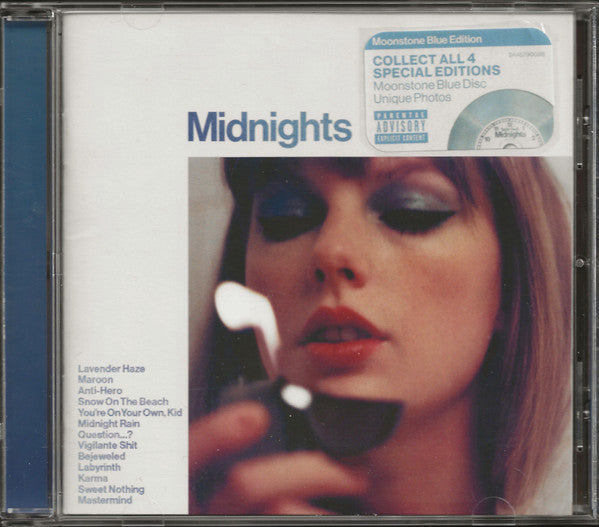 Moonstone Blue Edition
COLLECT ALL 4
SPECIAL EDITIONS
Moonstone Blue Disc
Unique Photos
PARENTAL
ADVISORY
EXPLICIT CONTENT
Midnights
Midnights
Lavender Haze
Maroon
Anti-Hero
Snow On The Beach
You're On Your Own, Kid
Midnight Rain
Question...?
Vigilante Shit
Bejeweled
Labyrinth
Karma
Sweet Nothing
Mastermind